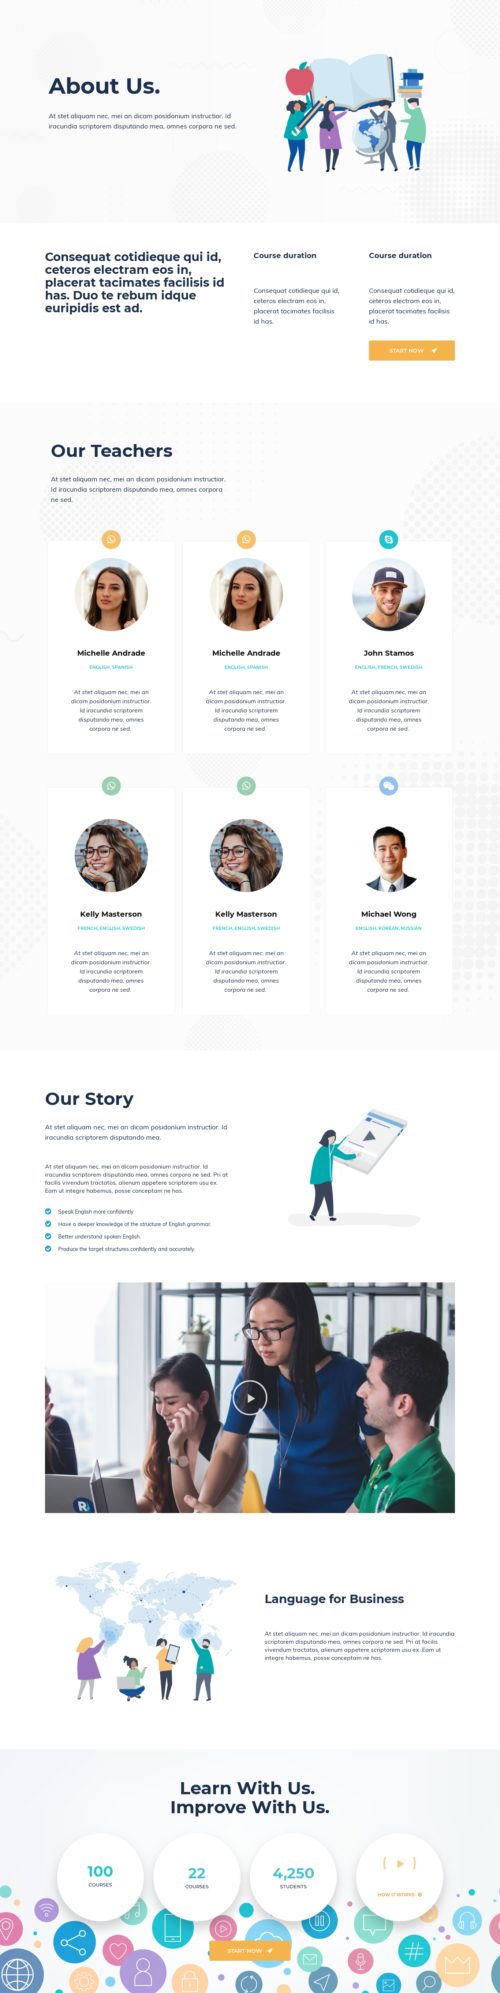 About Us.
At stet aliquam nec, mei an dicam posidonium instructior. Id
iracundia scriptorem disputando mea, omnes corpora ne sed.
Consequat cotidieque qui id,
ceteros electram eos in,
placerat tacimates facilisis id
has. Duo te rebum idque
euripidis est ad.
Course duration
Consequat cotidieque qui id,
ceteros electram eos in,
placerat tacimates facilisis
id has.
Course duration
Consequat cotidieque qui id,
ceteros electram eos in,
placerat tacimates facilisis
id has.
START NOW
Our Teachers
At stet aliquam nec, mei an dicam posidonium instructior.
Id iracundia scriptorem disputando mea, omnes corpora
ne sed.
Michelle Andrade
ENGLISH, SPANISH
At stet aliquam nec, mei an
dicam posidonium instructior.
Id iracundia scriptorem
disputando mea, omnes
corpora ne sed.
Michelle Andrade
ENGLISH, SPANISH
At stet aliquam nec, mei an
dicam posidonium instructior.
Id iracundia scriptorem
disputando mea, omnes
corpora ne sed.
John Stamos
ENGLISH, FRENCH, SWEDISH
At stet aliquam nec, mei an
dicam posidonium instructior.
Id iracundia scriptorem
disputando mea, omnes
corpora ne sed.
Kelly Masterson
FRENCH, ENGLISH, SWEDISH
At stet aliquam nec, mei an
dicam posidonium instructior.
Id iracundia scriptorem
disputando mea, omnes
corpora ne sed.
Kelly Masterson
FRENCH, ENGLISH, SWEDISH
At stet aliquam nec, mei an
dicam posidonium instructior.
Id iracundia scriptorem
disputando mea, omnes
corpora ne sed.
Michael Wong
ENGLISH, KOREAN, RUSSIAN
At stet aliquam nec, mei an
dicam posidonium instructior.
Id iracundia scriptorem
disputando mea, omnes
corpora ne sed.
Our Story
At stet aliquam nec, mei an dicam posidonium instructior. Id
iracundia scriptorem disputando mea.
At stet aliquam nec, mei an dicam posidonium instructior. Id
iracundia scriptorem disputando mea, omnes corpora ne sed. Pri at
facilis vivendum tractatos, alienum appetere scriptorem usu ex.
Eam ut integre habemus, posse conceptam ne has.
Speak English more confidently.
Have a deeper knowledge of the structure of English grammar.
Better understand spoken English.
Produce the target structures confidently and accurately.
R
Language for Business
At stet aliquam nec, mei an dicam posidonium instructior. Id iracundia
scriptorem disputando mea, omnes corpora ne sed. Pri at facilis
vivendum tractatos, alienum appetere scriptorem usu ex. Eam ut
integre habemus, posse conceptam ne has.
Learn With Us.
Improve With Us.
100
COURSES
22
COURSES
4,250
STUDENTS
HOW IT WORKS
START NOW
#